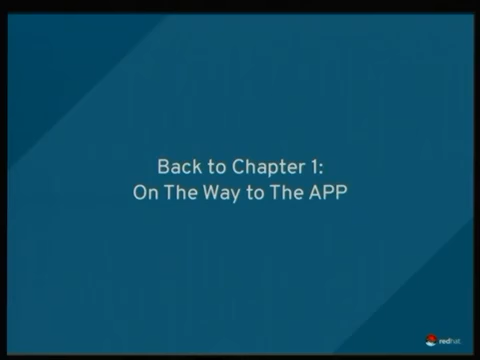 Back to Chapter 1:
On The Way to The APP
redhat